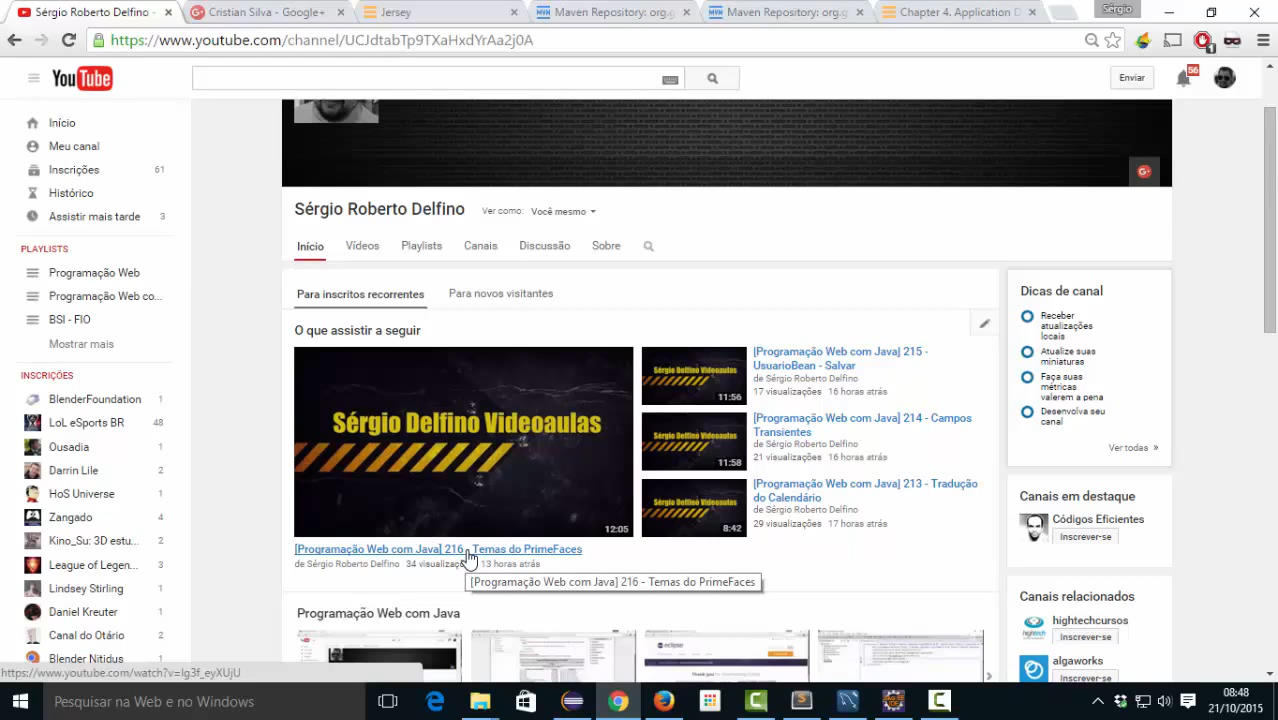 Sérgio Roberto Delfino -
Cristian Silva - Google+
Jersey
Maven Repository: org.g
Maven Repository: org.g
Chapter 4. Application D
Sérgio
https://www.youtube.com/channel/UCJdtabTp9TXaHxdYrAa2j0A
1
YouTube
Enviar
56
Início
Meu canal
Inscrições 61
Histórico
Assistir mais tarde 3
PLAYLISTS
Programação Web
Programação Web co...
BSI - FIO
Mostrar mais
INSCRIÇÕES
BlenderFoundation 1
LoL eSports BR 48
Jusadia
Darrin Lile 2
HoS Universe 1
Zangado 4
Kino_Su: 3D estu... 2
League of Legen... 3
Lindsey Stirling 1
Daniel Kreuter 1
Canal do Otário 2
Blender Nitidus 1
Sérgio Roberto Delfino
Ver como: Você mesmo
Início Vídeos Playlists Canais Discussão Sobre
Para inscritos recorrentes
Para novos visitantes
O que assistir a seguir
Sérgio Delfino Videoaulas
12:05
[Programação Web com Java] 216 - Temas do PrimeFaces
de Sérgio Roberto Delfino 34 visualizaç 13 horas atrás
[Programação Web com Java] 216 - Temas do PrimeFaces
Sérgio Delfino Videoaulas
11:56
[Programação Web com Java] 215 -
UsuarioBean - Salvar
de Sérgio Roberto Delfino
17 visualizações 16 horas atrás
Sérgio Delfino Videoaulas
11:58
[Programação Web com Java] 214 - Campos
Transientes
de Sérgio Roberto Delfino
21 visualizações 16 horas atrás
Sérgio Delfino Videoaulas
8:42
[Programação Web com Java] 213 - Tradução
do Calendário
de Sérgio Roberto Delfino
29 visualizações 17 horas atrás
Programação Web com Java
eclipse
Dicas de canal
Receber
atualizações
locais
Atualize suas
miniaturas
Faça suas
métricas
valerem a pena
Desenvolva seu
canal
Ver todas »
Canais em destaque
Códigos Eficientes
Inscrever-se
Canais relacionados
hightechcursos
Inscrever-se
algaworks
Inscrever-se
https://www.youtube.com/watch?v=Ig3f_eyXUjU
Pesquisar na Web e no Windows
08:48
21/10/2015